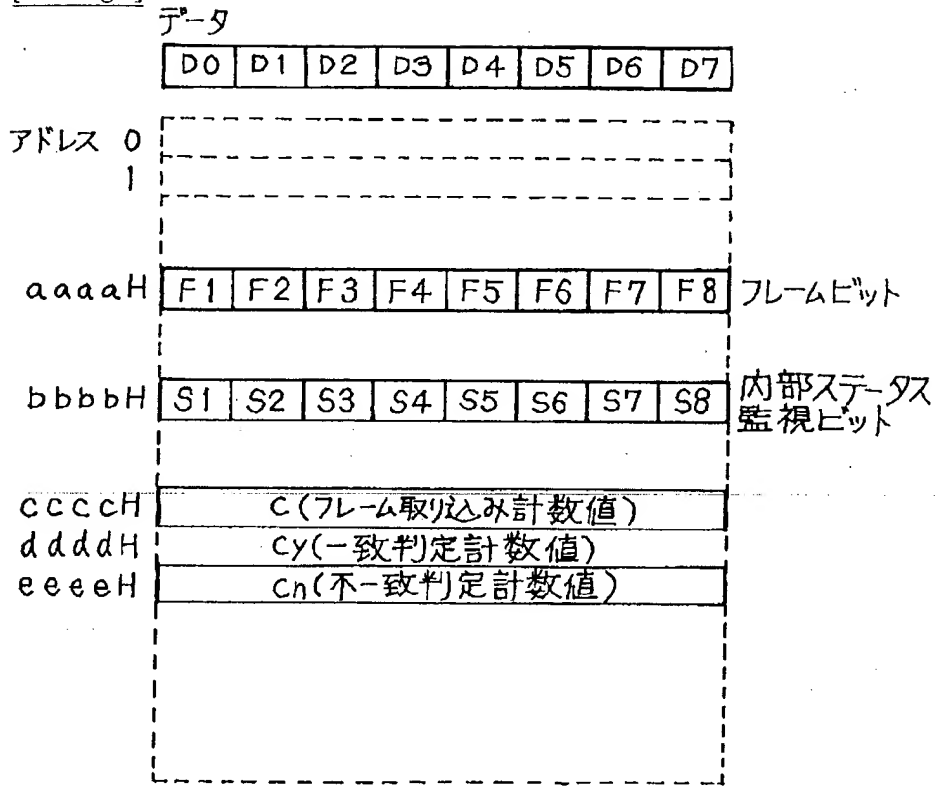 データ
D0 D1 D2 D3 D4 D5 D6 D7
アドレス 0
1
aaaaH F1 F2 F3 F4 F5 F6 F7 F8 フレームビット
bbbbH S1 S2 S3 S4 S5 S6 S7 S8 内部ステータス
監視ビット
ccccH C(フレーム取り込み計数値)
ddddH Cy(一致判定計数値)
eeeeH Cn(不一致判定計数値)